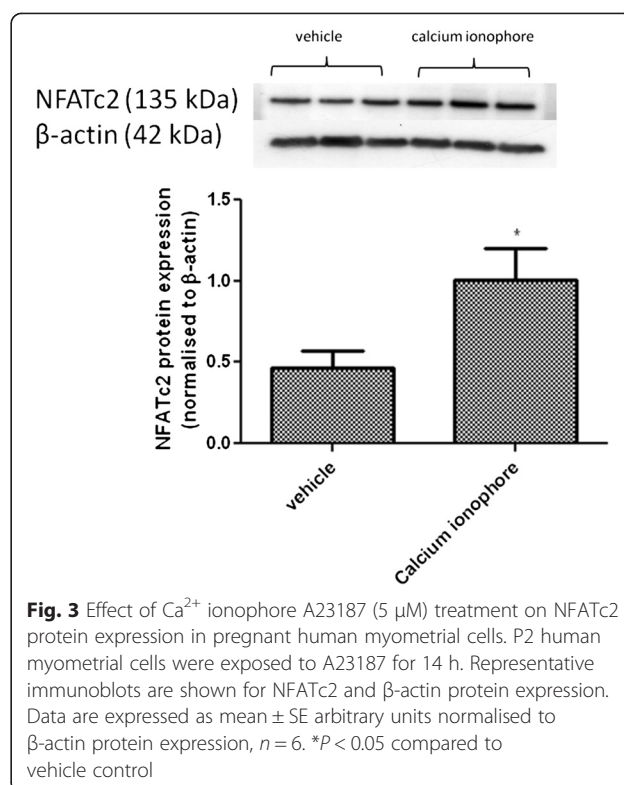 vehicle calcium ionophore
NFATc2 (135 kDa)
β-actin (42 kDa)
NFATc2 protein expression
(normalised to β-actin)
1.5
1.0
0.5
0.0
*
vehicle
Calcium ionophore
Fig. 3 Effect of Ca²⁺ ionophore A23187 (5 μM) treatment on NFATc2
protein expression in pregnant human myometrial cells. P2 human
myometrial cells were exposed to A23187 for 14 h. Representative
immunoblots are shown for NFATc2 and β-actin protein expression.
Data are expressed as mean ± SE arbitrary units normalised to
β-actin protein expression, n = 6. *P < 0.05 compared to
vehicle control